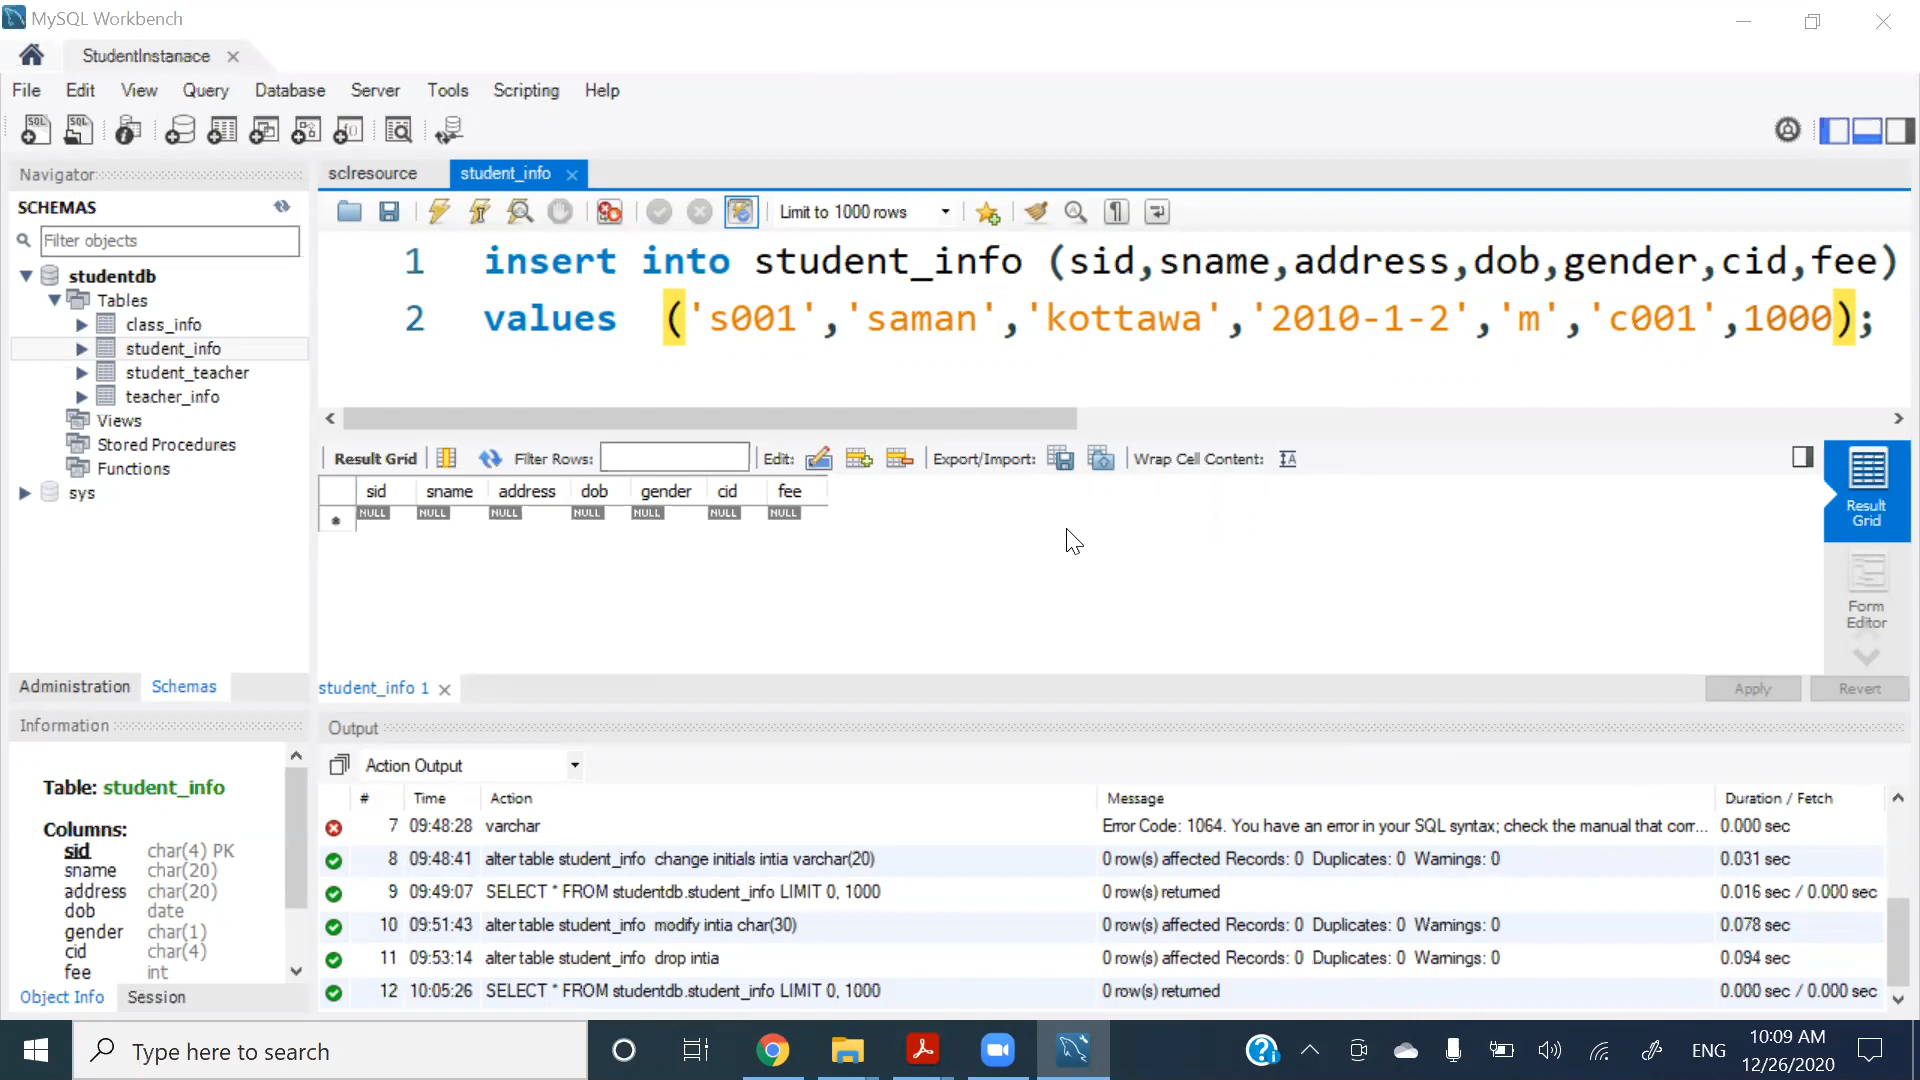 MySQL Workbench
StudentInstanace
File Edit View Query Database Server Tools Scripting Help
Navigator
SCHEMAS
Filter objects
studentdb
Tables
class_info
student_info
student_teacher
teacher_info
Views
Stored Procedures
Functions
sys
Administration Schemas
Information
Table: student_info
Columns:
sid char(4) PK
sname char(20)
address char(20)
dob date
gender char(1)
cid char(4)
fee int
Object Info Session
sclresource student_info
Limit to 1000 rows
1 insert into student_info (sid,sname,address,dob,gender,cid,fee)
2 values ('s001','saman','kottawa','2010-1-2','m','c001',1000);
Result Grid Filter Rows: Edit: Export/Import: Wrap Cell Content:
sid sname address dob gender cid fee
NULL NULL NULL NULL NULL NULL NULL
Result
Grid
Form
Editor
student_info 1
Apply Revert
Output
Action Output
# Time Action Message Duration / Fetch
7 09:48:28 varchar Error Code: 1064. You have an error in your SQL syntax; check the manual that corr... 0.000 sec
8 09:48:41 alter table student_info change initials intia varchar(20) 0 row(s) affected Records: 0 Duplicates: 0 Warnings: 0 0.031 sec
9 09:49:07 SELECT * FROM studentdb.student_info LIMIT 0, 1000 0 row(s) returned 0.016 sec / 0.000 sec
10 09:51:43 alter table student_info modify intia char(30) 0 row(s) affected Records: 0 Duplicates: 0 Warnings: 0 0.078 sec
11 09:53:14 alter table student_info drop intia 0 row(s) affected Records: 0 Duplicates: 0 Warnings: 0 0.094 sec
12 10:05:26 SELECT * FROM studentdb.student_info LIMIT 0, 1000 0 row(s) returned 0.000 sec / 0.000 sec
Type here to search
ENG
10:09 AM
12/26/2020